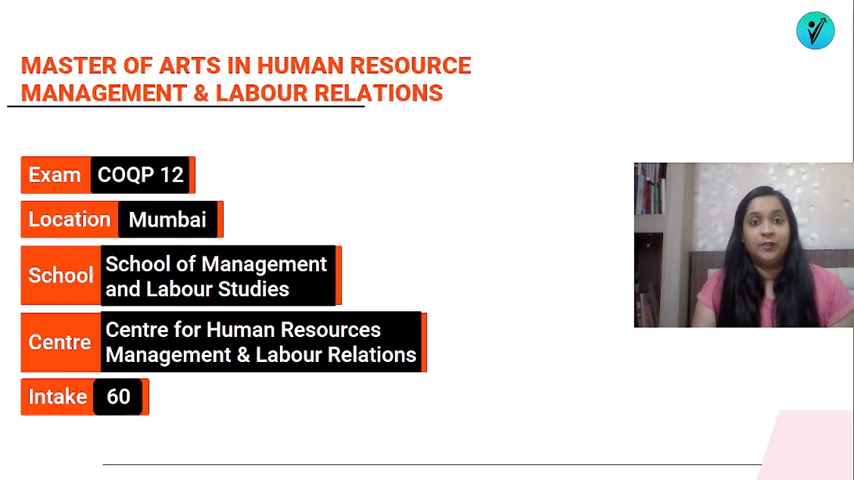 MASTER OF ARTS IN HUMAN RESOURCE
MANAGEMENT & LABOUR RELATIONS
Exam COQP 12
Location Mumbai
School School of Management
and Labour Studies
Centre Centre for Human Resources
Management & Labour Relations
Intake 60